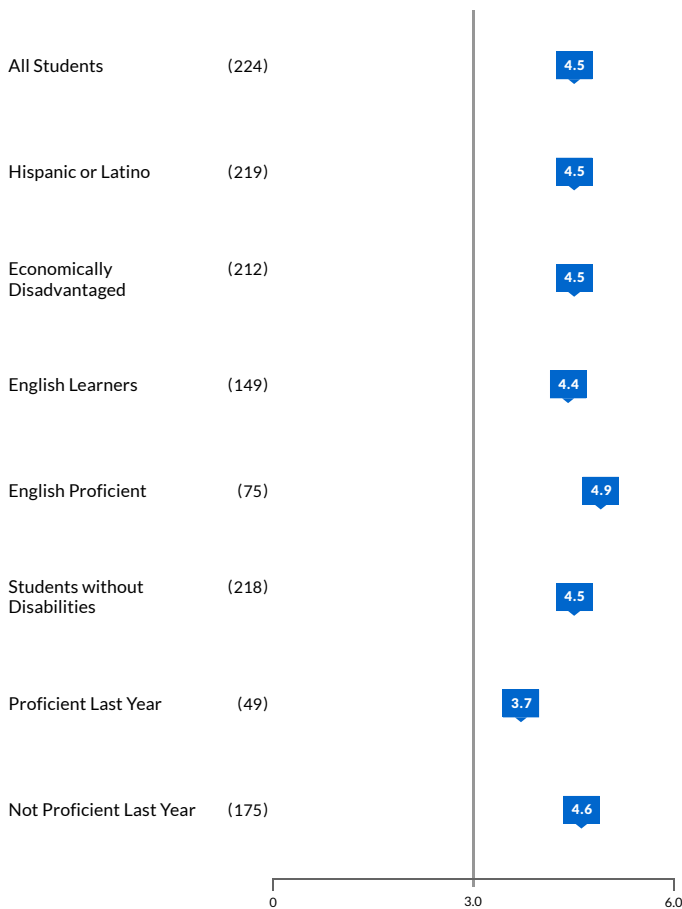 All Students (224) 4.5
Hispanic or Latino (219) 4.5
Economically (212)
Disadvantaged
4.5
English Learners (149) 4.4
English Proficient (75) 4.9
Students without (218)
Disabilities
4.5
Proficient Last Year (49) 3.7
Not Proficient Last Year (175) 4.6
0 3.0 6.0